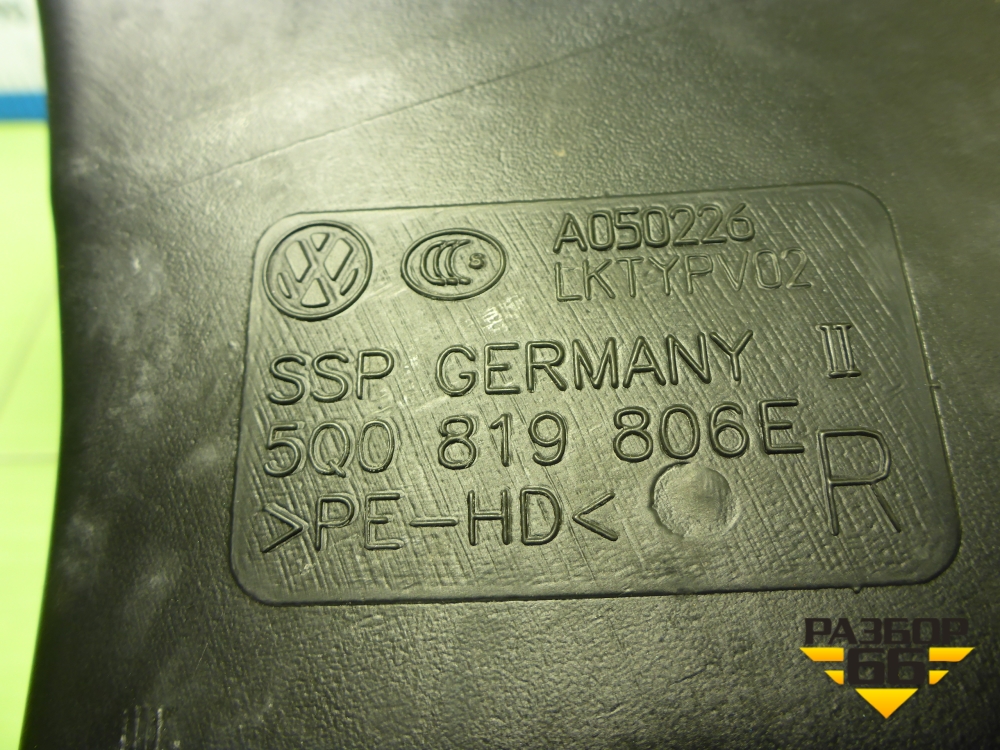 A050226
LKTYPV02
SSP GERMANY II
5Q0 819 806E
>PE-HD< R
РАЗБОР
66